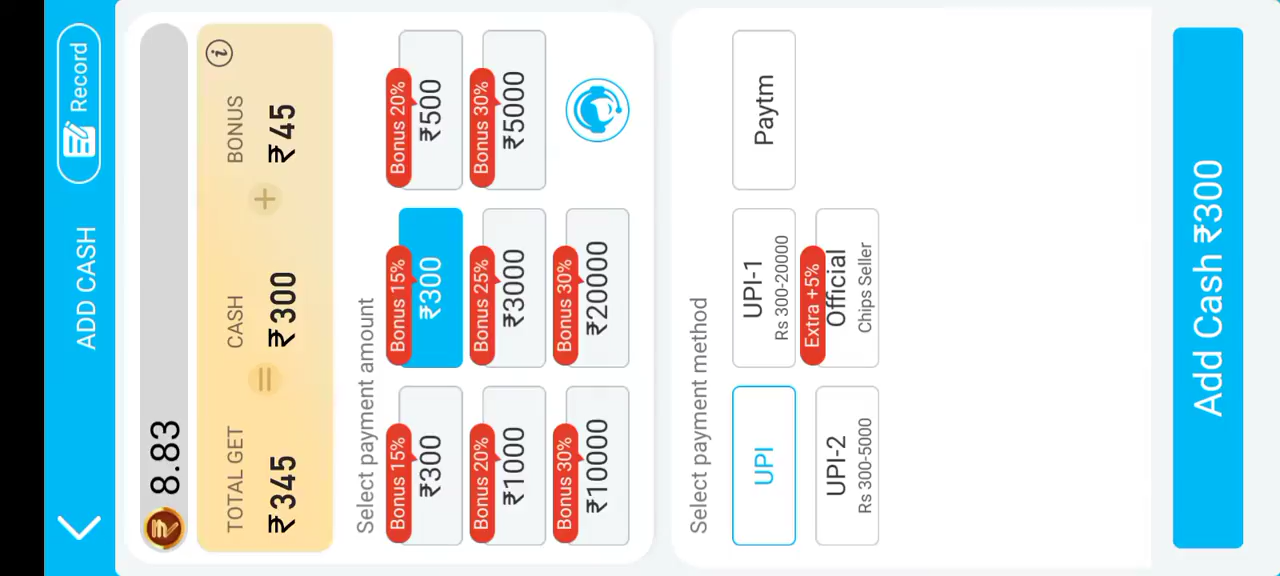 ADD CASH
Record
8.83
TOTAL GET
₹345
=
CASH
₹300
+
BONUS
₹45
i
Select payment amount
Bonus 15%
₹300
Bonus 15%
₹300
Bonus 20%
₹500
Bonus 20%
₹1000
Bonus 25%
₹3000
Bonus 30%
₹5000
Bonus 30%
₹10000
Bonus 30%
₹20000
Select payment method
UPI
UPI-1
Rs 300-20000
Paytm
UPI-2
Rs 300-5000
Extra +5%
Official
Chips Seller
Add Cash ₹300